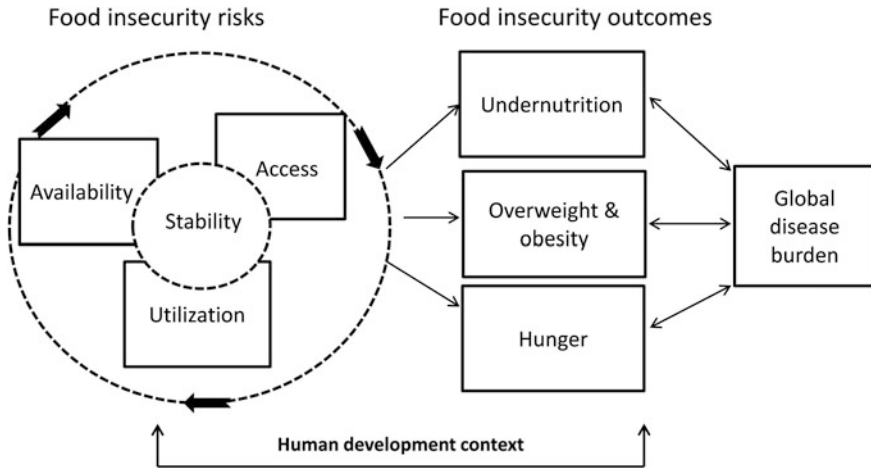 Food insecurity risks
Food insecurity outcomes
Availability
Access
Stability
Utilization
Undernutrition
Overweight &
obesity
Hunger
Global
disease
burden
Human development context